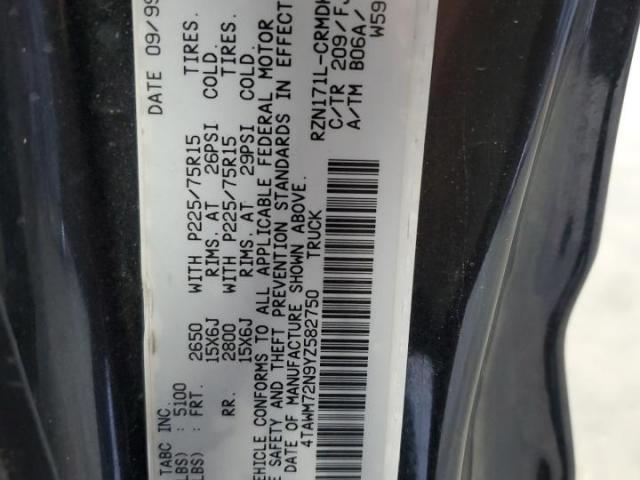 TABC INC. DATE 09/99
LBS) : 5100
LBS) : FRT. 2650 WITH P225/75R15 TIRES.
15X6J RIMS. AT 26PSI COLD.
RR. 2800 WITH P225/75R15 TIRES.
15X6J RIMS. AT 29PSI COLD.
EHICLE CONFORMS TO ALL APPLICABLE FEDERAL MOTOR
E SAFETY AND THEFT PREVENTION STANDARDS IN EFFECT
DATE OF MANUFACTURE SHOWN ABOVE.
4TAWM72N9YZ582750 TRUCK
RZN171L-CRMDK
C/TR 209/FJ
A/TM B06A/
W59